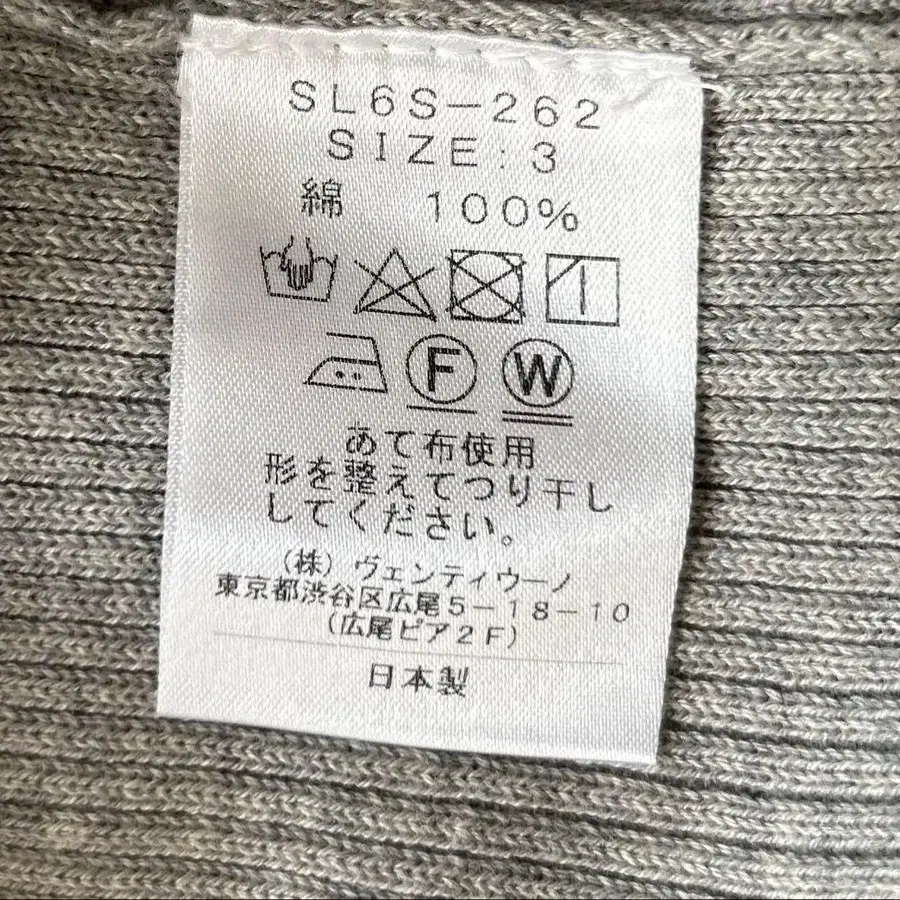 SL6S-262
SIZE:3
綿 100%
F W
あて布使用
形を整えてつり干し
してください。
(株)ヴェンティウーノ
東京都渋谷区広尾5-18-10
(広尾ピア2F)
日本製